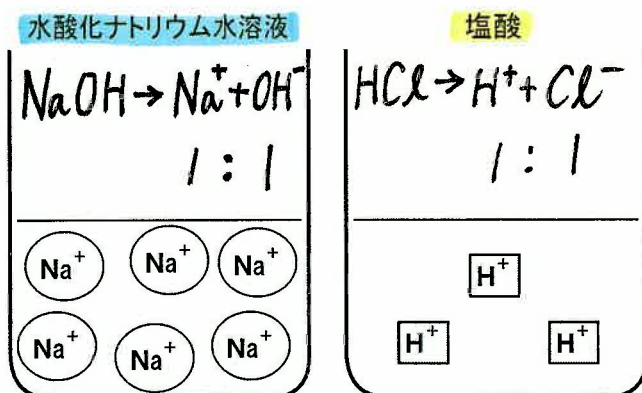 水酸化ナトリウム水溶液
NaOH→Na⁺+OH⁻
1 : 1
Na⁺ Na⁺ Na⁺
Na⁺ Na⁺ Na⁺
塩酸
HCl→H⁺+Cl⁻
1 : 1
H⁺
H⁺ H⁺